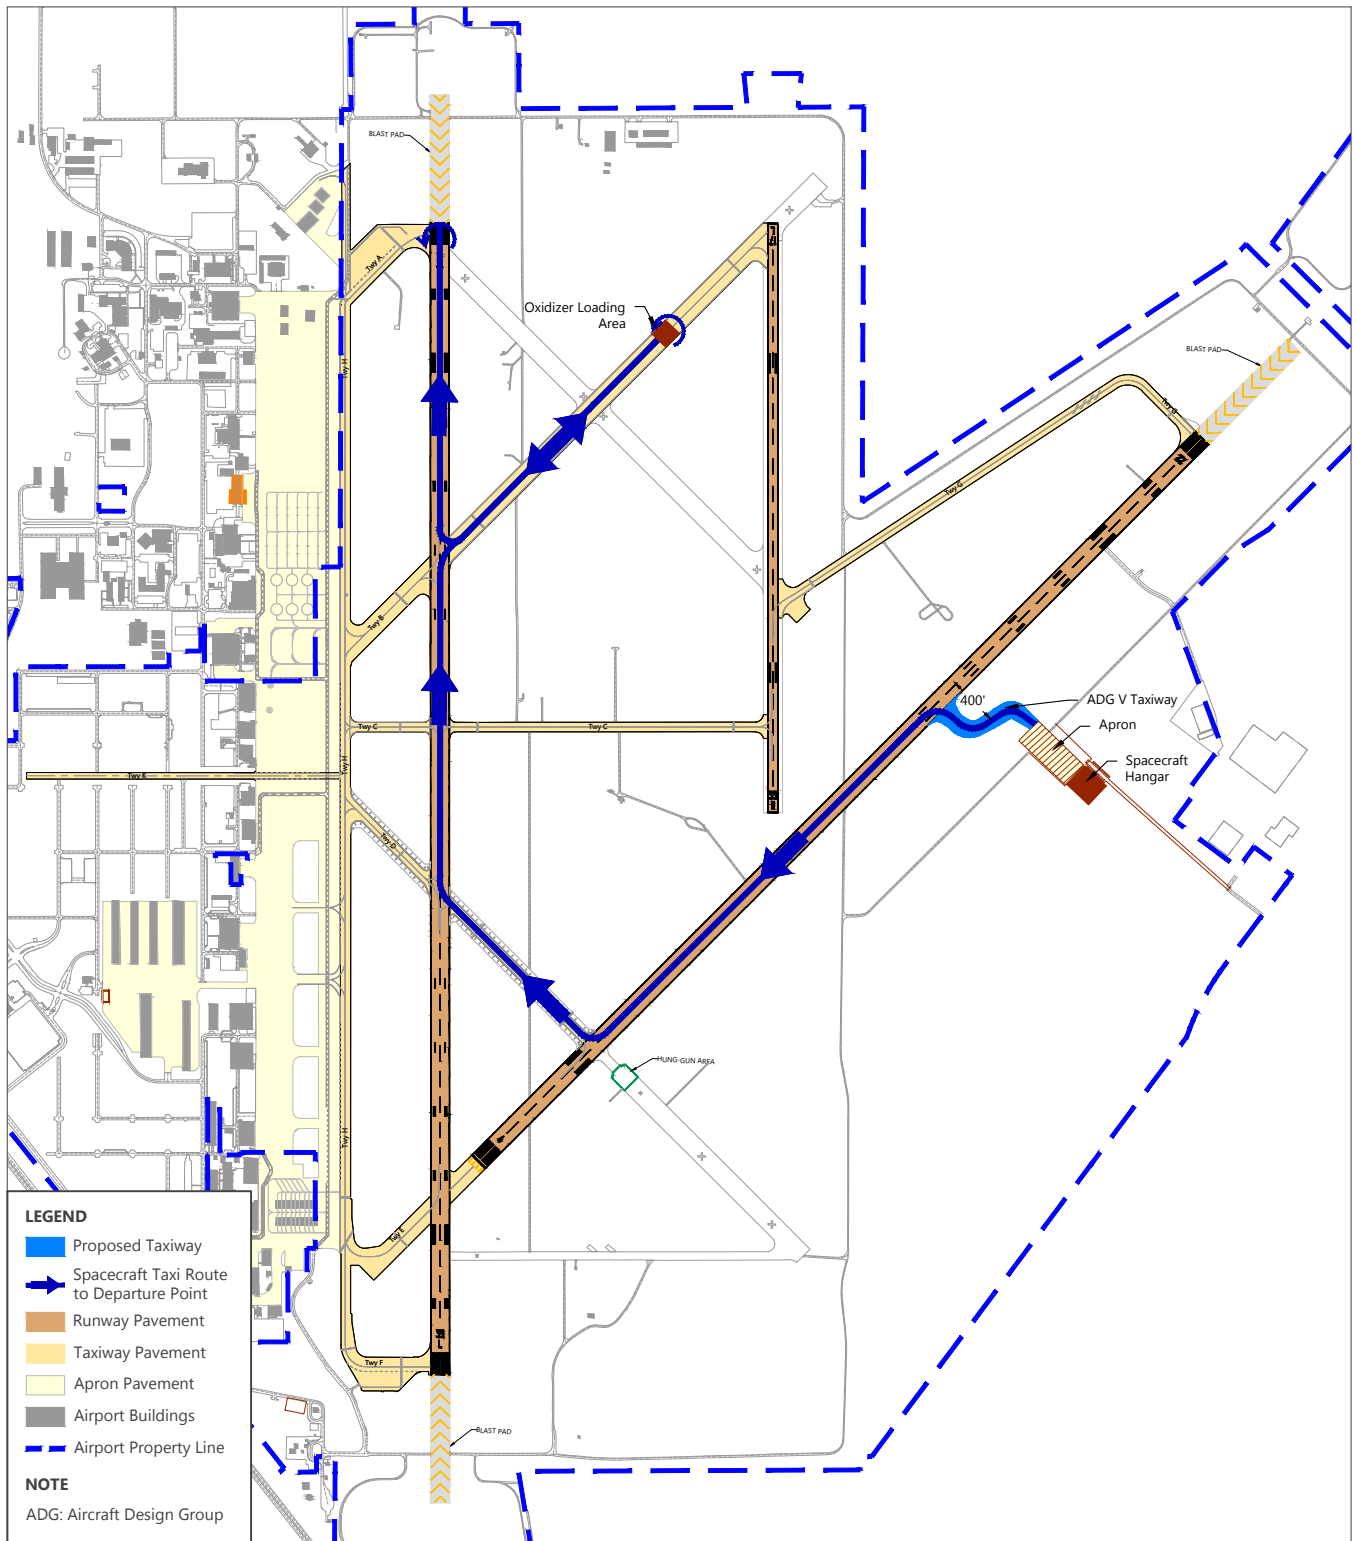 BLAST PAD
Twy A
Oxidizer Loading
Area
BLAST PAD
Twy H
Twy G
Twy G
Twy B
400'
ADG V Taxiway
Apron
Twy C
Twy C
Spacecraft
Hangar
Twy H
Twy K
Twy D
HUNG-GUN AREA
Twy H
Twy E
Twy F
BLAST PAD
LEGEND
Proposed Taxiway
Spacecraft Taxi Route
to Departure Point
Runway Pavement
Taxiway Pavement
Apron Pavement
Airport Buildings
Airport Property Line
NOTE
ADG: Aircraft Design Group